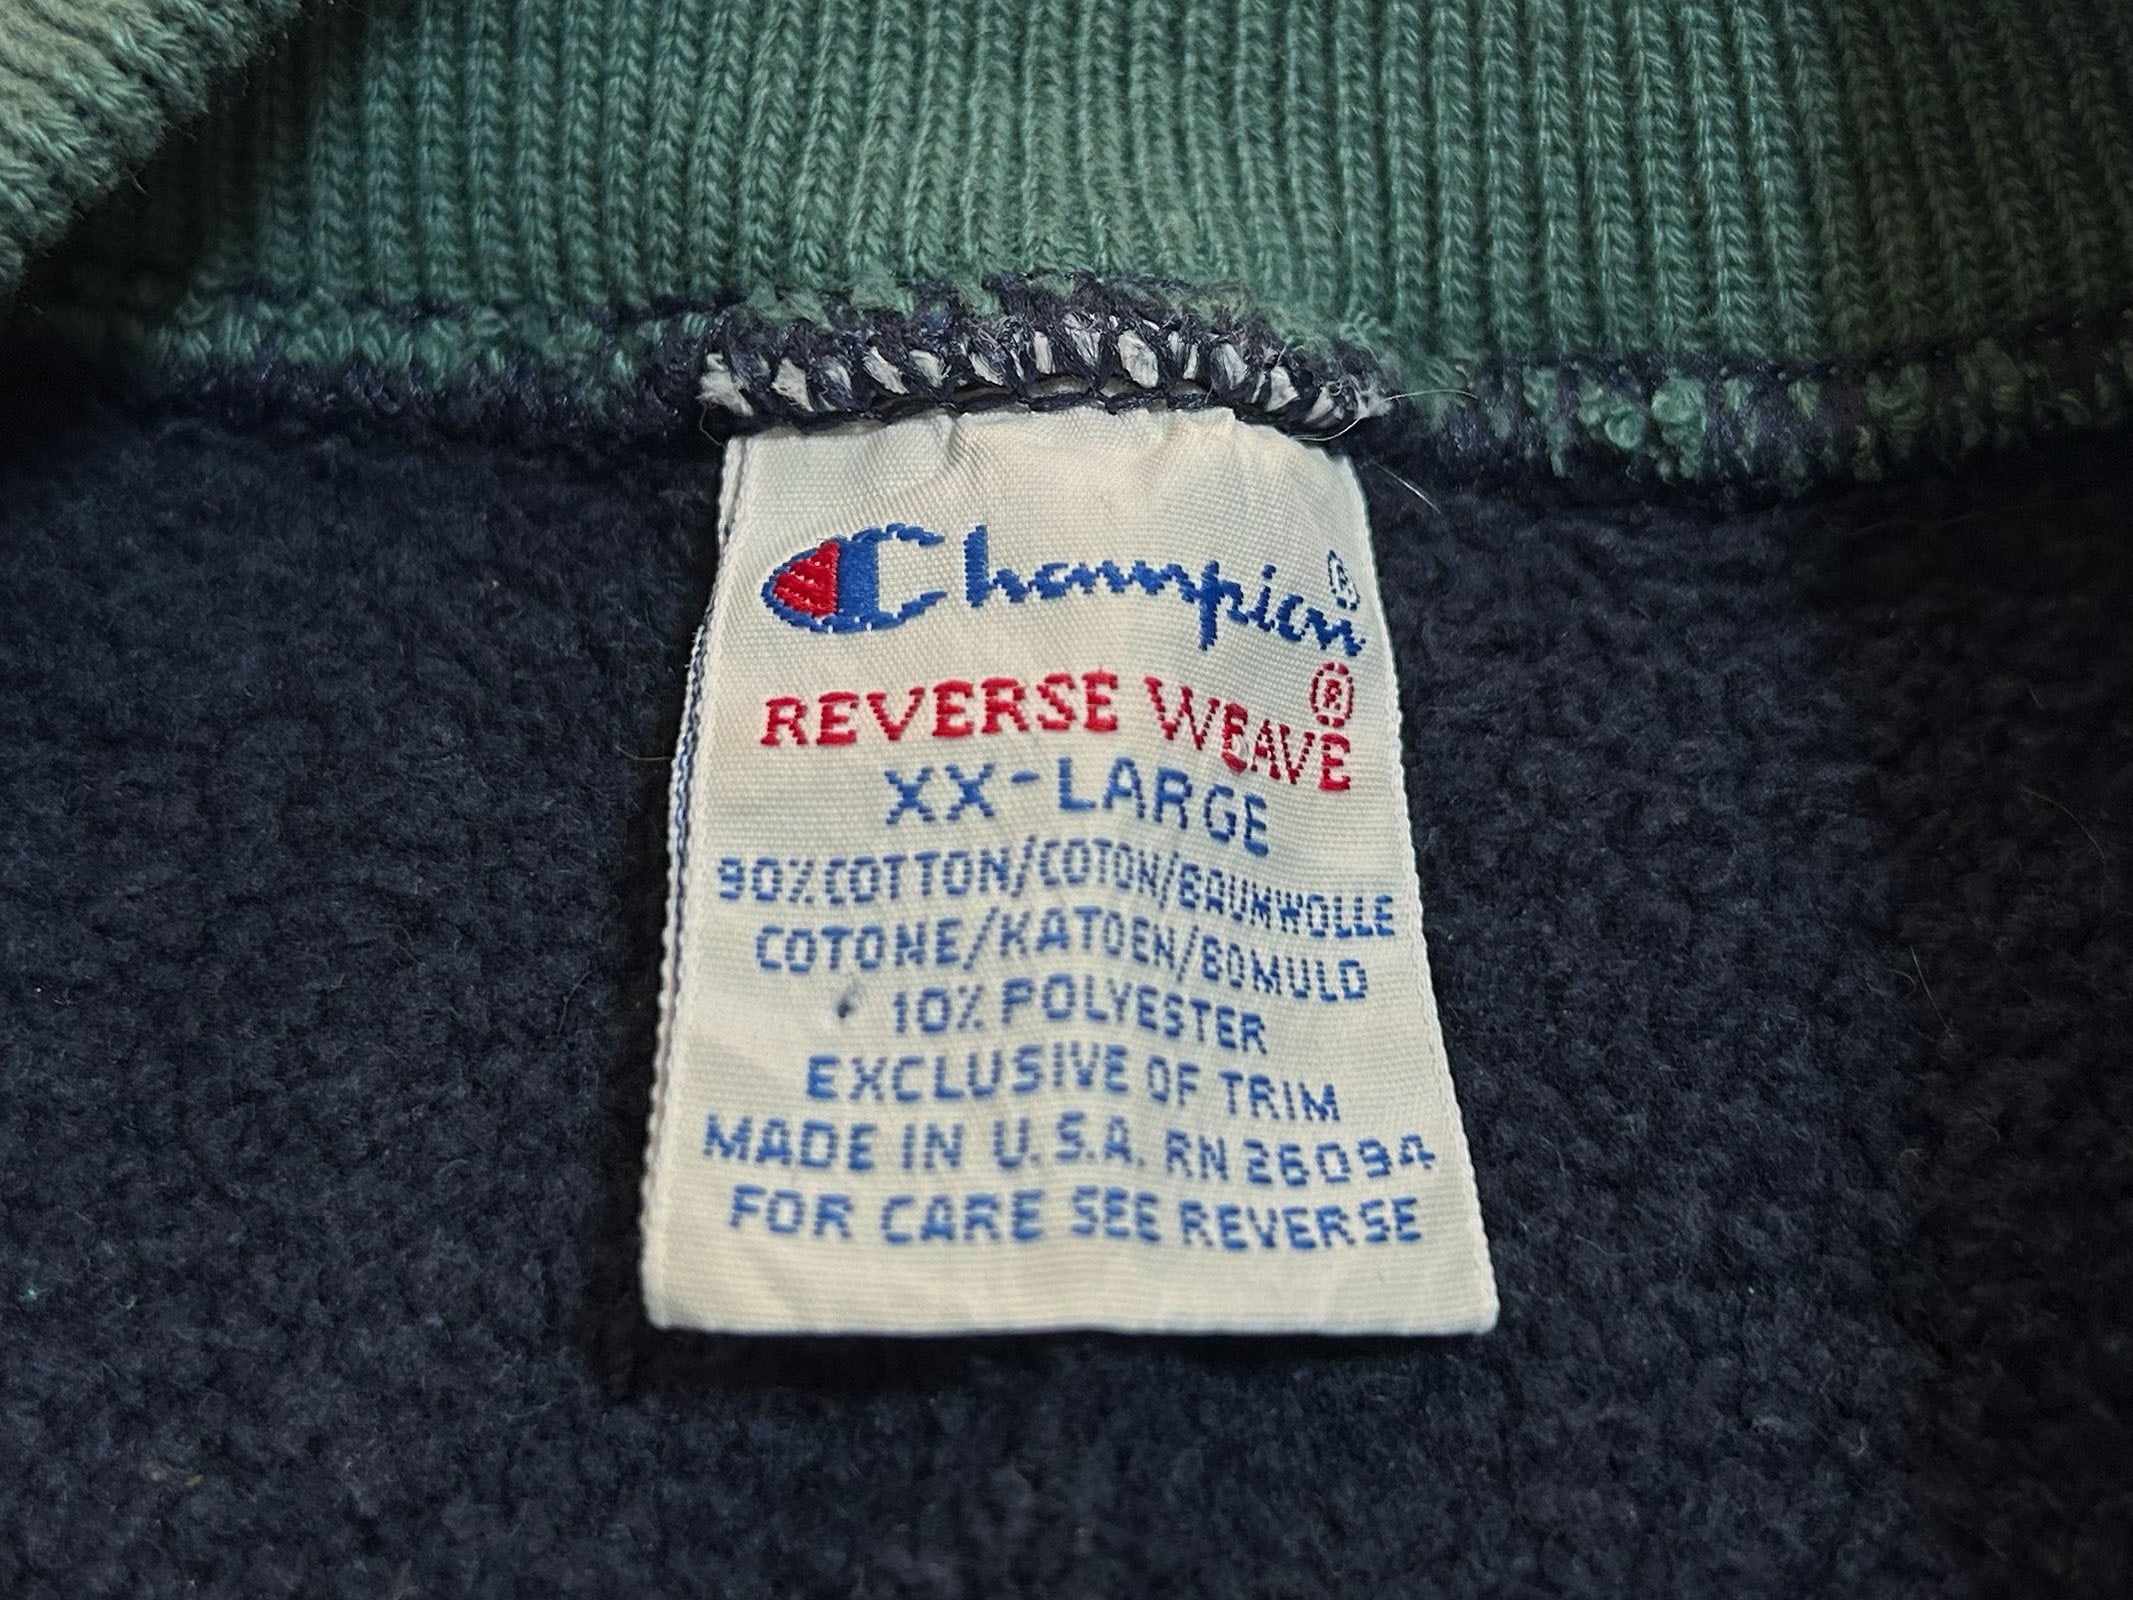 Champion®
REVERSE WEAVE®
XX-LARGE
90% COTTON/COTON/BAUMWOLLE
COTONE/KATOEN/BOMULD
10% POLYESTER
EXCLUSIVE OF TRIM
MADE IN U.S.A. RN 26094
FOR CARE SEE REVERSE